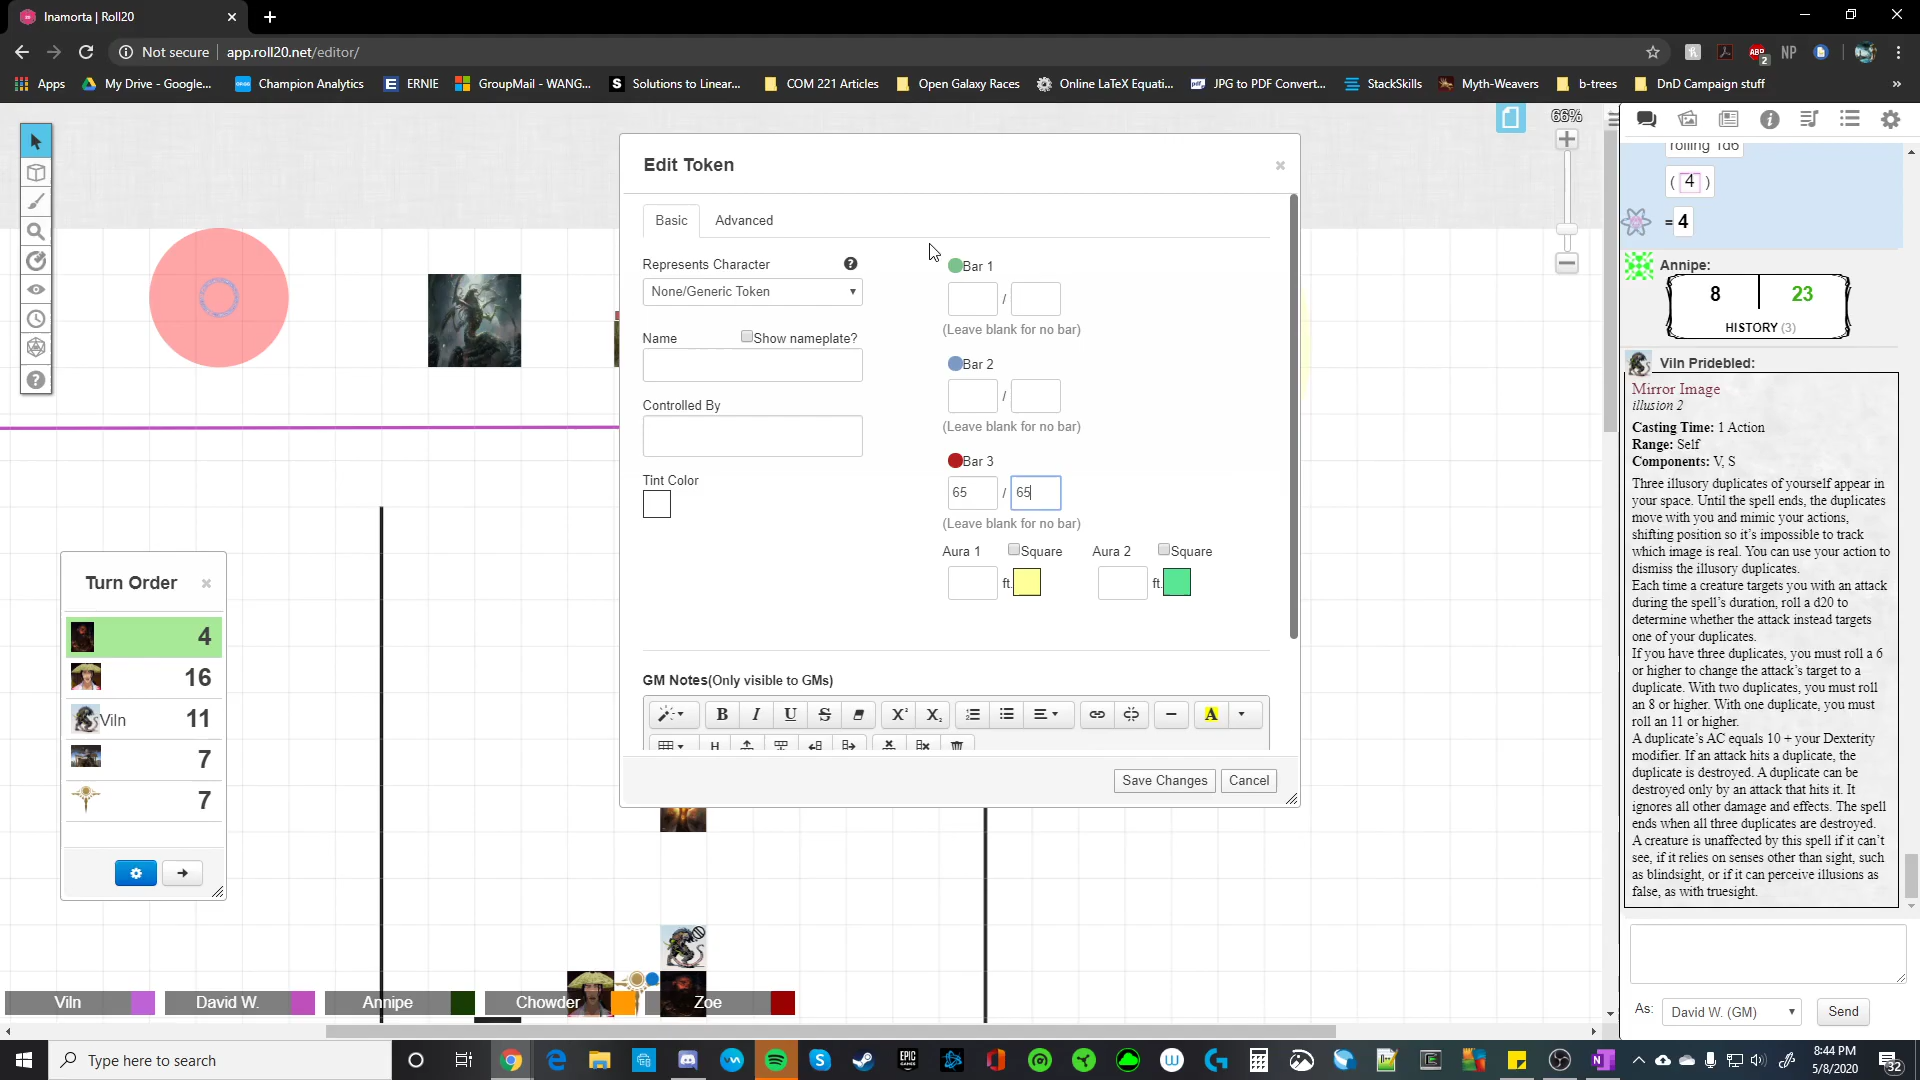 Inamorta | Roll20
Not secure
app.roll20.net/editor/
ABP
2
NP
Apps
My Drive - Google...
Champion Analytics
ERNIE
GroupMail - WANG...
Solutions to Linear...
COM 221 Articles
Open Galaxy Races
Online LaTeX Equati...
JPG to PDF Convert...
StackSkills
Myth-Weavers
b-trees
DnD Campaign stuff
»
66%
Edit Token
Basic
Advanced
Represents Character
None/Generic Token
Name
Show nameplate?
Controlled By
Tint Color
Bar 1
/
(Leave blank for no bar)
Bar 2
/
(Leave blank for no bar)
Bar 3
65 / 65
(Leave blank for no bar)
Aura 1
Square
Aura 2
Square
ft.
ft.
GM Notes(Only visible to GMs)
B I U S
Save Changes
Cancel
Turn Order
4
16
Viln 11
7
7
Viln
David W.
Annipe
Chowder
Zoe
rolling 1d6
( 4 )
=4
Annipe:
8 23
HISTORY (3)
Viln Pridebled:
Mirror Image
illusion 2
Casting Time: 1 Action
Range: Self
Components: V, S
Three illusory duplicates of yourself appear in
your space. Until the spell ends, the duplicates
move with you and mimic your actions,
shifting position so it's impossible to track
which image is real. You can use your action to
dismiss the illusory duplicates.
Each time a creature targets you with an attack
during the spell's duration, roll a d20 to
determine whether the attack instead targets
one of your duplicates.
If you have three duplicates, you must roll a 6
or higher to change the attack's target to a
duplicate. With two duplicates, you must roll
an 8 or higher. With one duplicate, you must
roll an 11 or higher.
A duplicate's AC equals 10 + your Dexterity
modifier. If an attack hits a duplicate, the
duplicate is destroyed. A duplicate can be
destroyed only by an attack that hits it. It
ignores all other damage and effects. The spell
ends when all three duplicates are destroyed.
A creature is unaffected by this spell if it can't
see, if it relies on senses other than sight, such
as blindsight, or if it can perceive illusions as
false, as with truesight.
As:
David W. (GM)
Send
Type here to search
EPIC GAMES
8:44 PM
5/8/2020
32